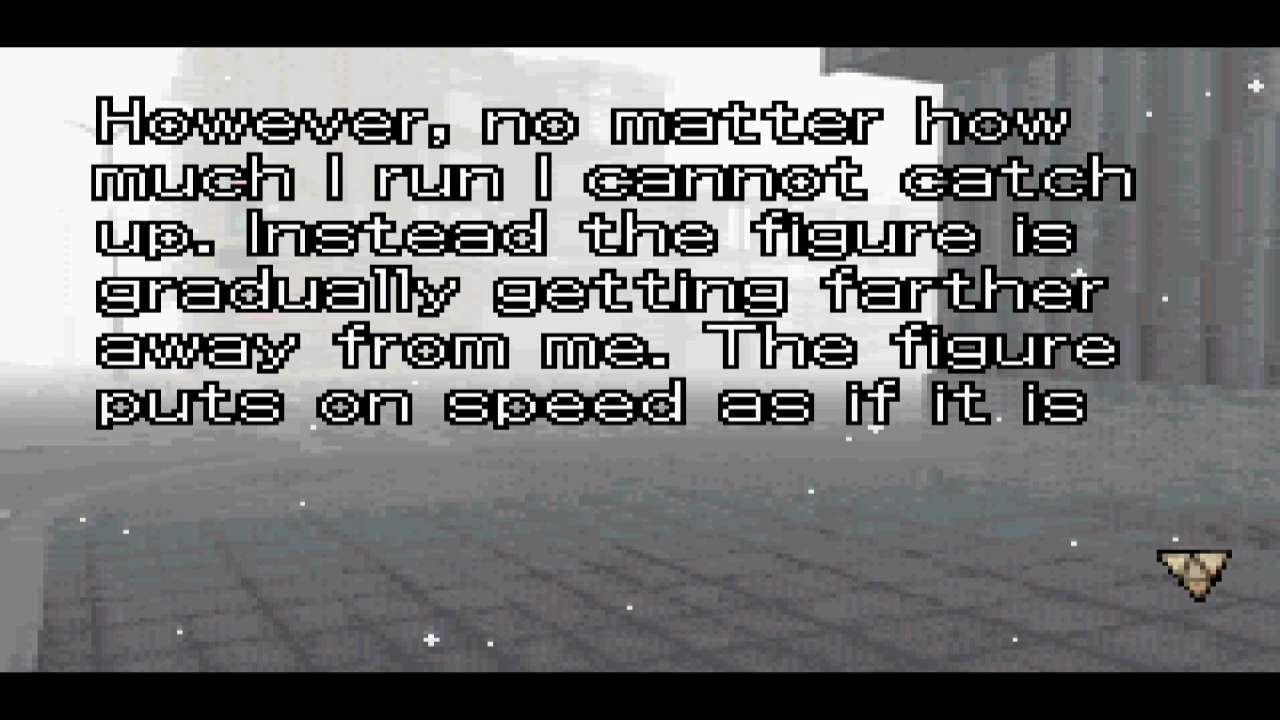 However, no matter how
much I run I cannot catch
up. Instead the figure is
gradually getting farther
away from me. The figure
puts on speed as if it is